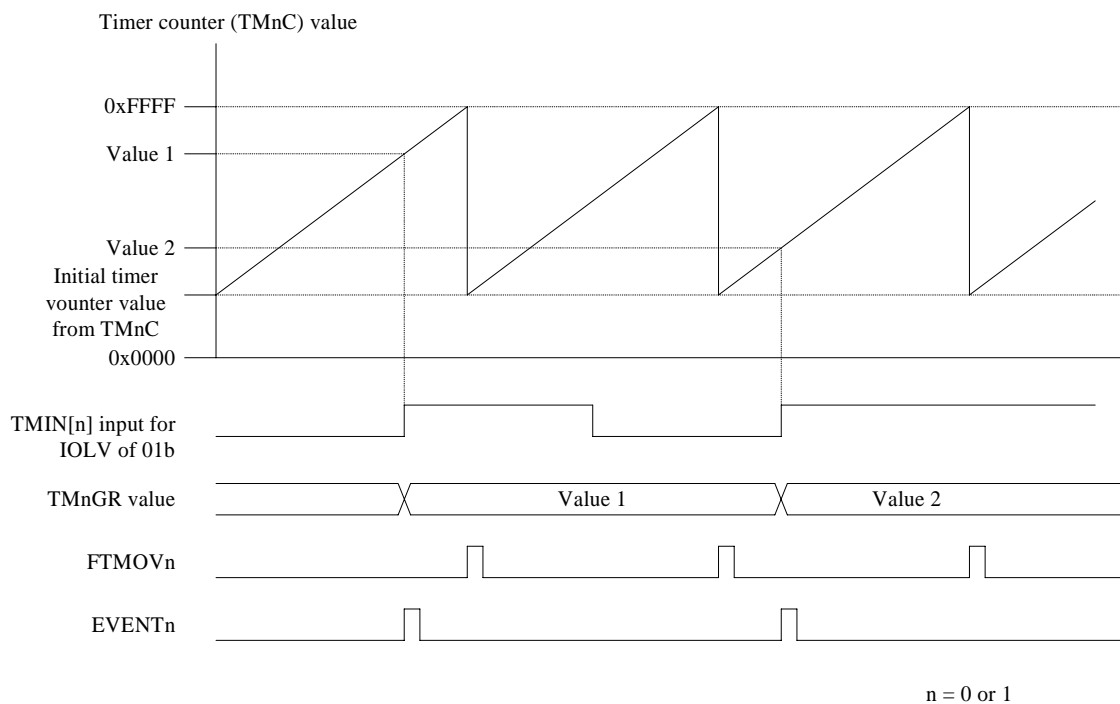 Timer counter (TMnC) value
0xFFFF
Value 1
Value 2
Initial timer
vounter value
from TMnC
0x0000
TMIN[n] input for
IOLV of 01b
TMnGR value
Value 1
Value 2
FTMOVn
EVENTn
n = 0 or 1